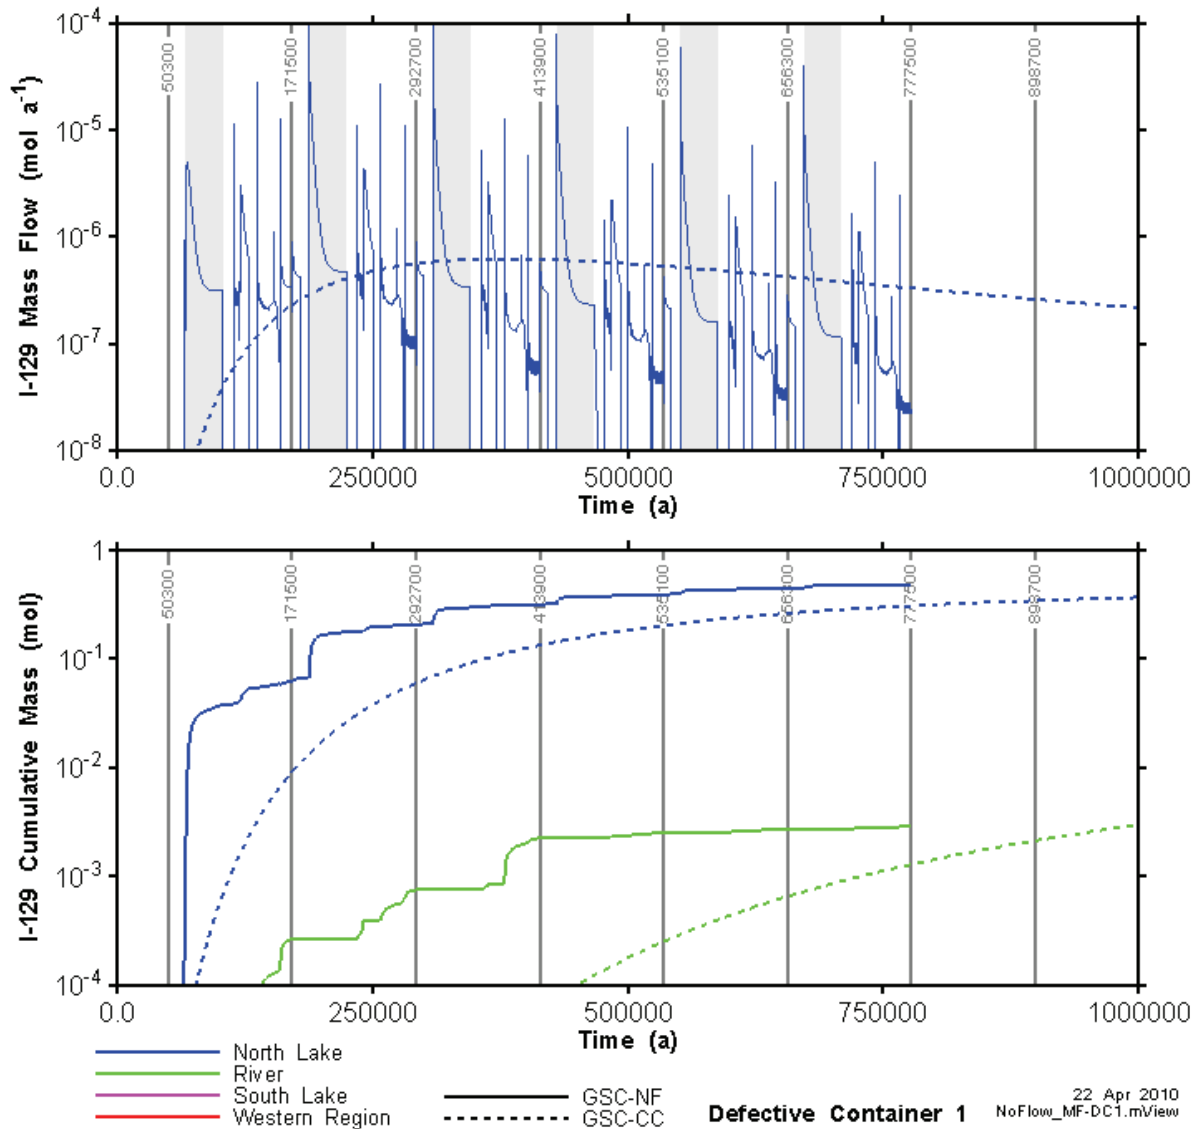 I-129 Mass Flow (mol a⁻¹)
10⁻⁴
10⁻⁵
10⁻⁶
10⁻⁷
10⁻⁸
50300
171500
292700
413900
535100
656300
777500
898700
0.0
250000
500000
750000
1000000
Time (a)
I-129 Cumulative Mass (mol)
1
10⁻¹
10⁻²
10⁻³
10⁻⁴
50300
171500
292700
413900
535100
656300
777500
898700
0.0
250000
500000
750000
1000000
Time (a)
North Lake
River
South Lake
Western Region
GSC-NF
GSC-CC
Defective Container 1
22 Apr 2010
NoFlow_MF-DC1.mView